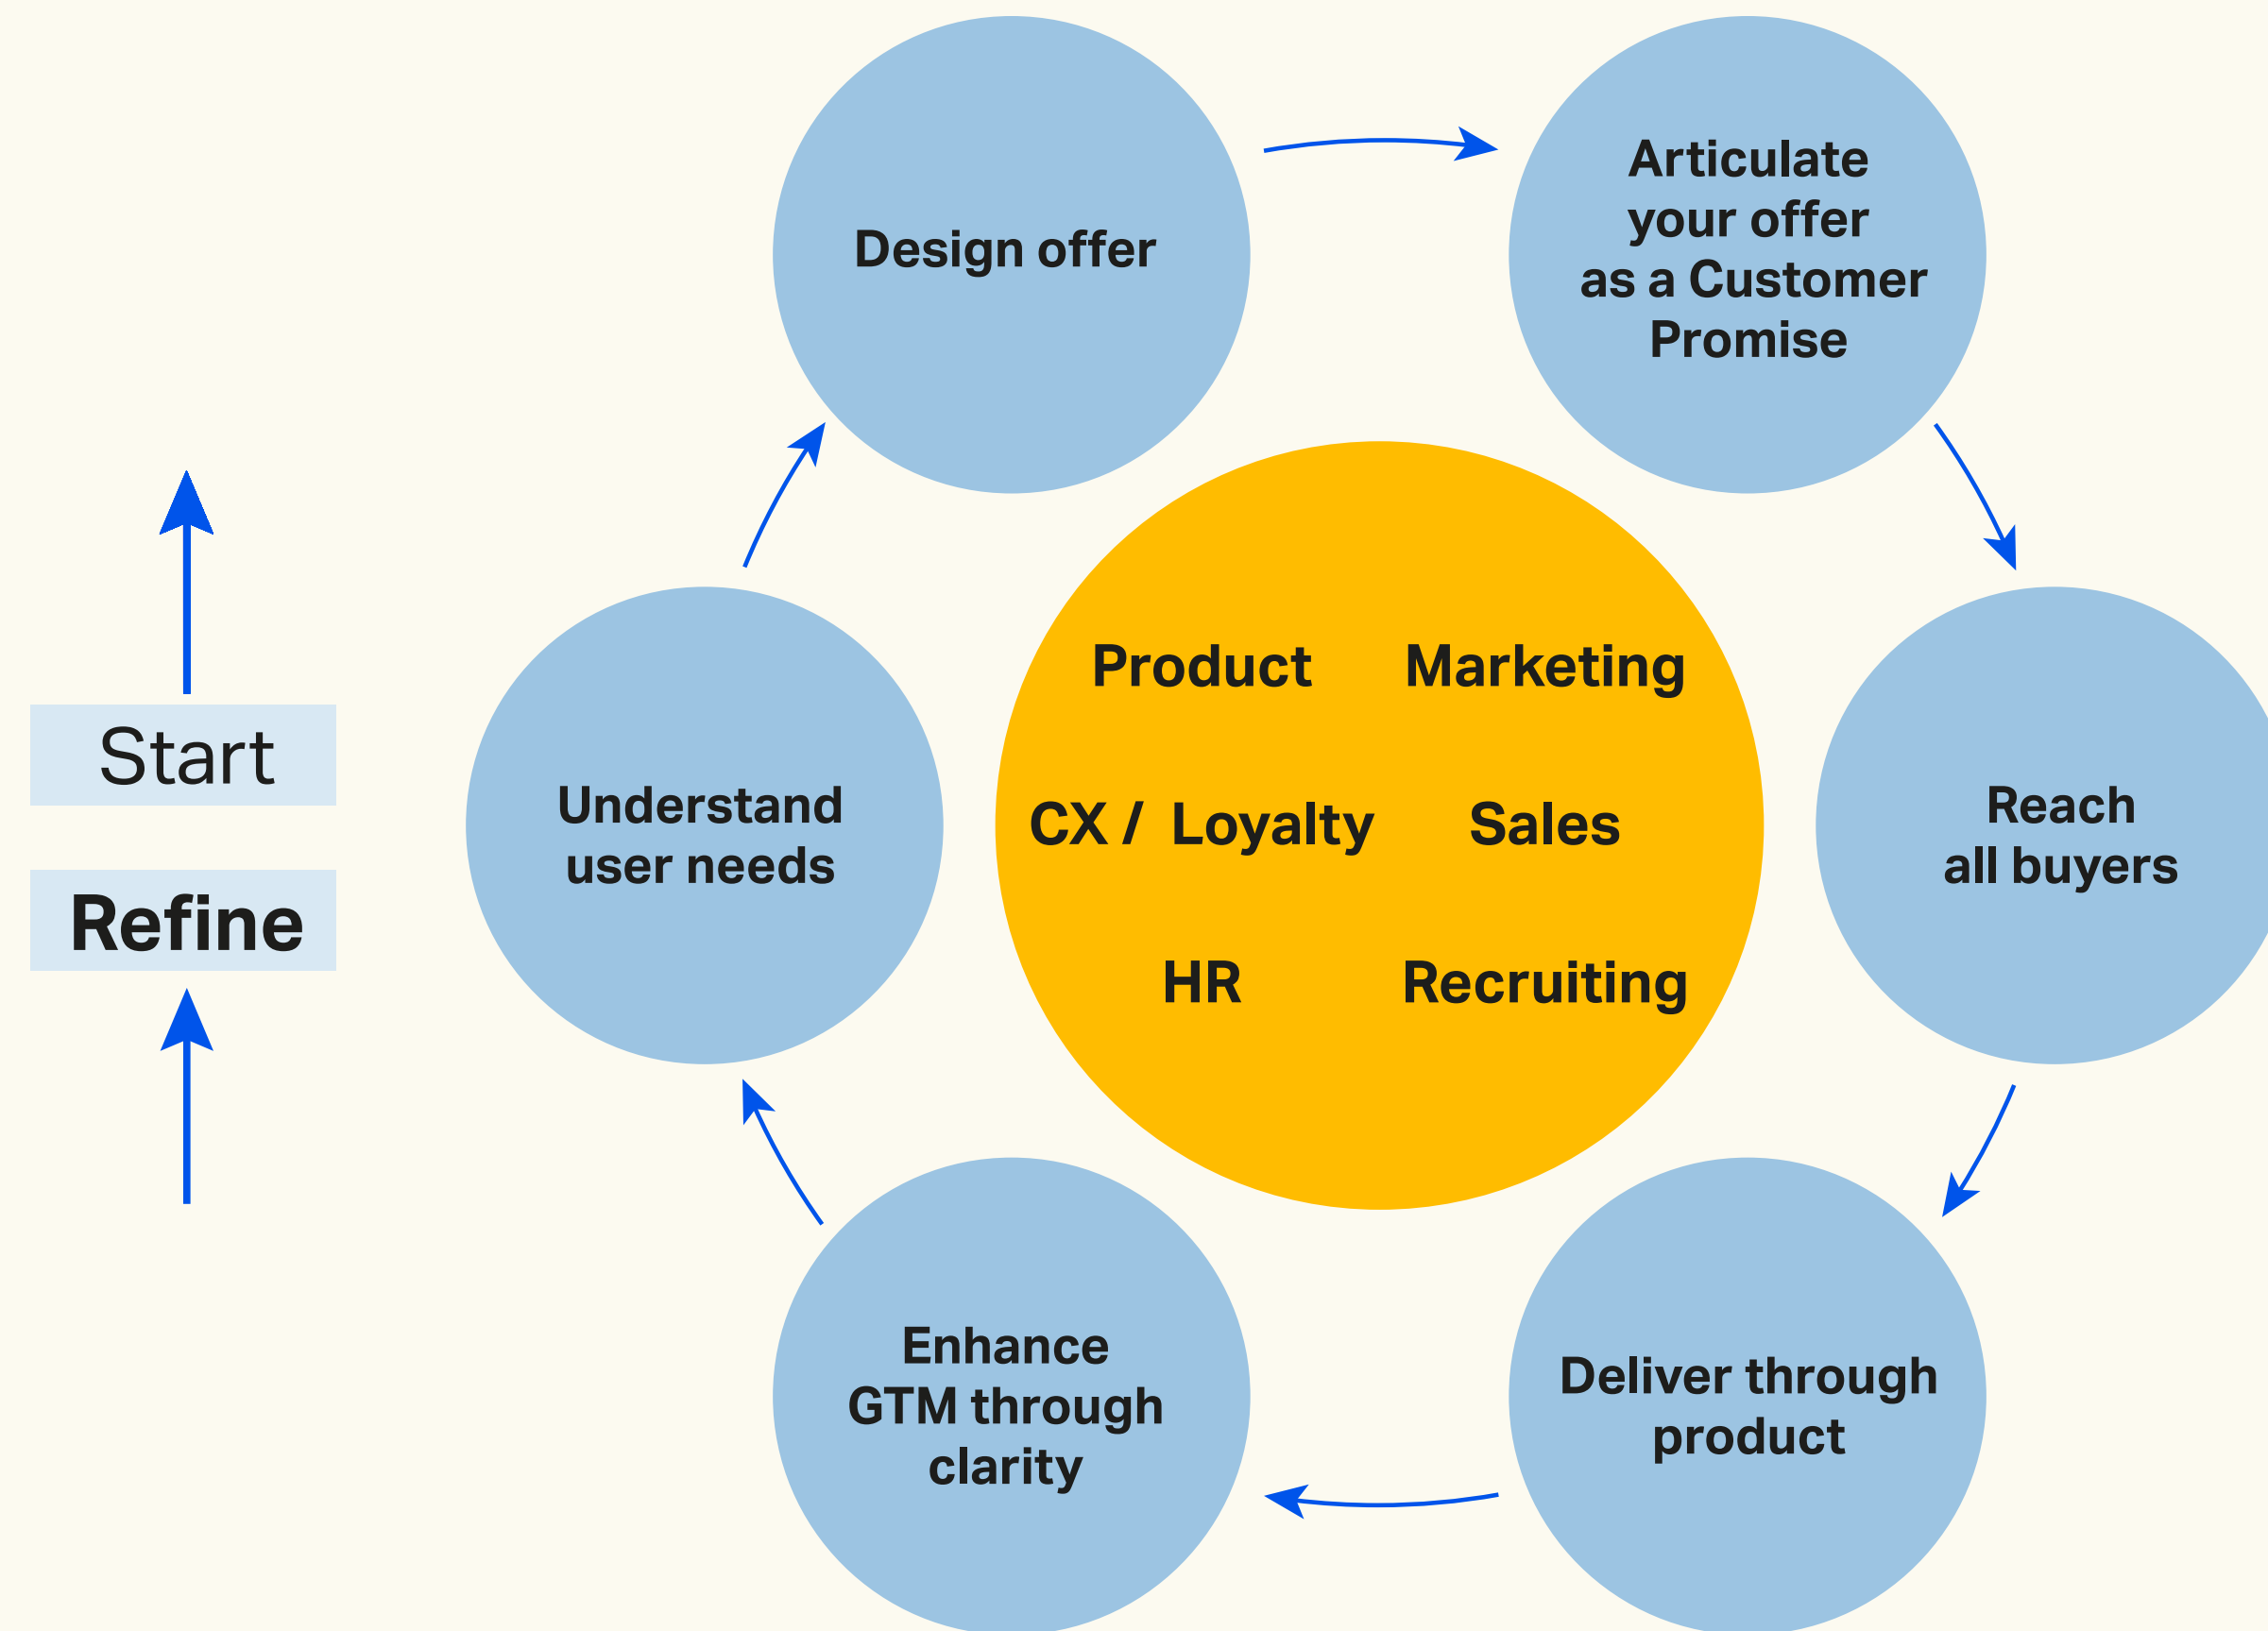 Start
Refine
Understand
user needs
Design offer
Articulate
your offer
as a Customer
Promise
Reach
all buyers
Deliver through
product
Enhance
GTM through
clarity
Product
Marketing
CX / Loyalty
Sales
HR
Recruiting